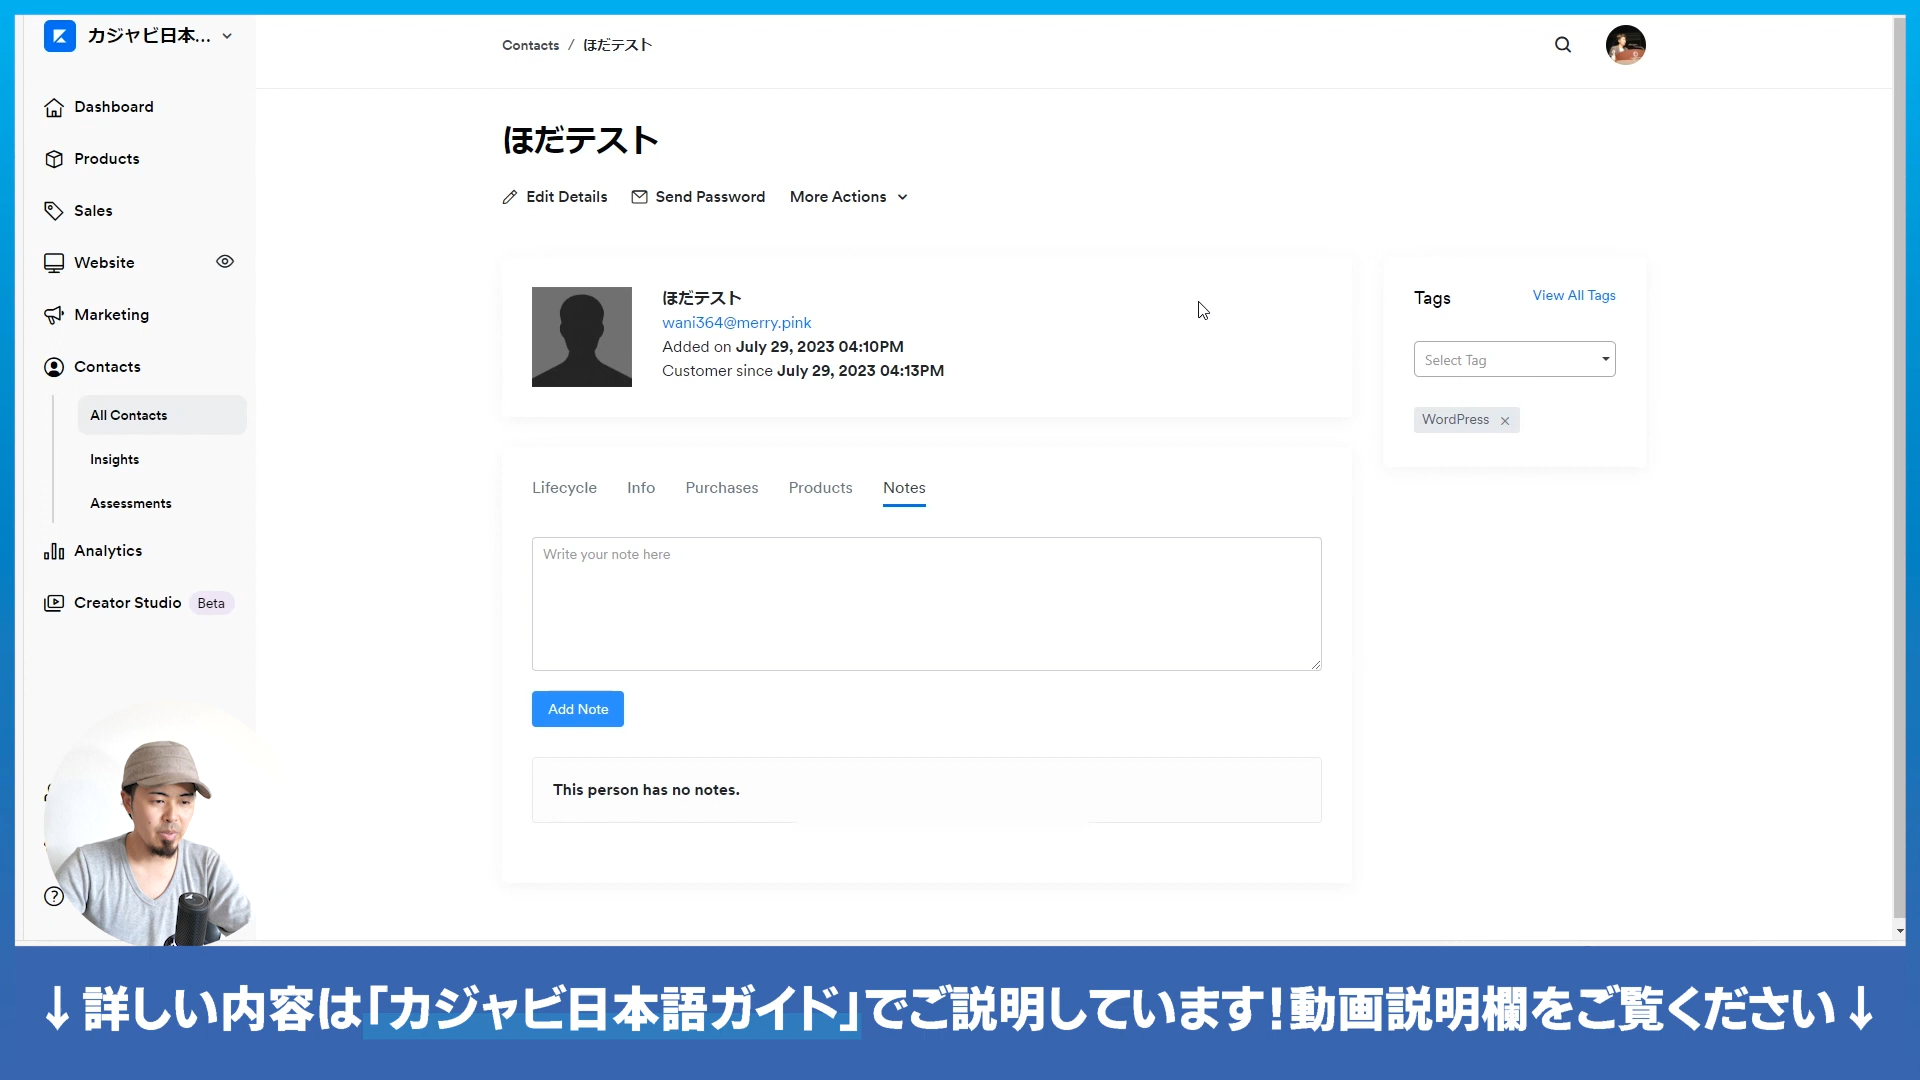 カジャビ日本...
Dashboard
Products
Sales
Website
Marketing
Contacts
All Contacts
Insights
Assessments
Analytics
Creator Studio Beta
Contacts / ほだテスト
ほだテスト
Edit Details Send Password More Actions
ほだテスト
wani364@merry.pink
Added on July 29, 2023 04:10PM
Customer since July 29, 2023 04:13PM
Tags View All Tags
Select Tag
WordPress
Lifecycle Info Purchases Products Notes
Write your note here
Add Note
This person has no notes.
↓詳しい内容は「カジャビ日本語ガイド」でご説明しています!動画説明欄をご覧ください↓